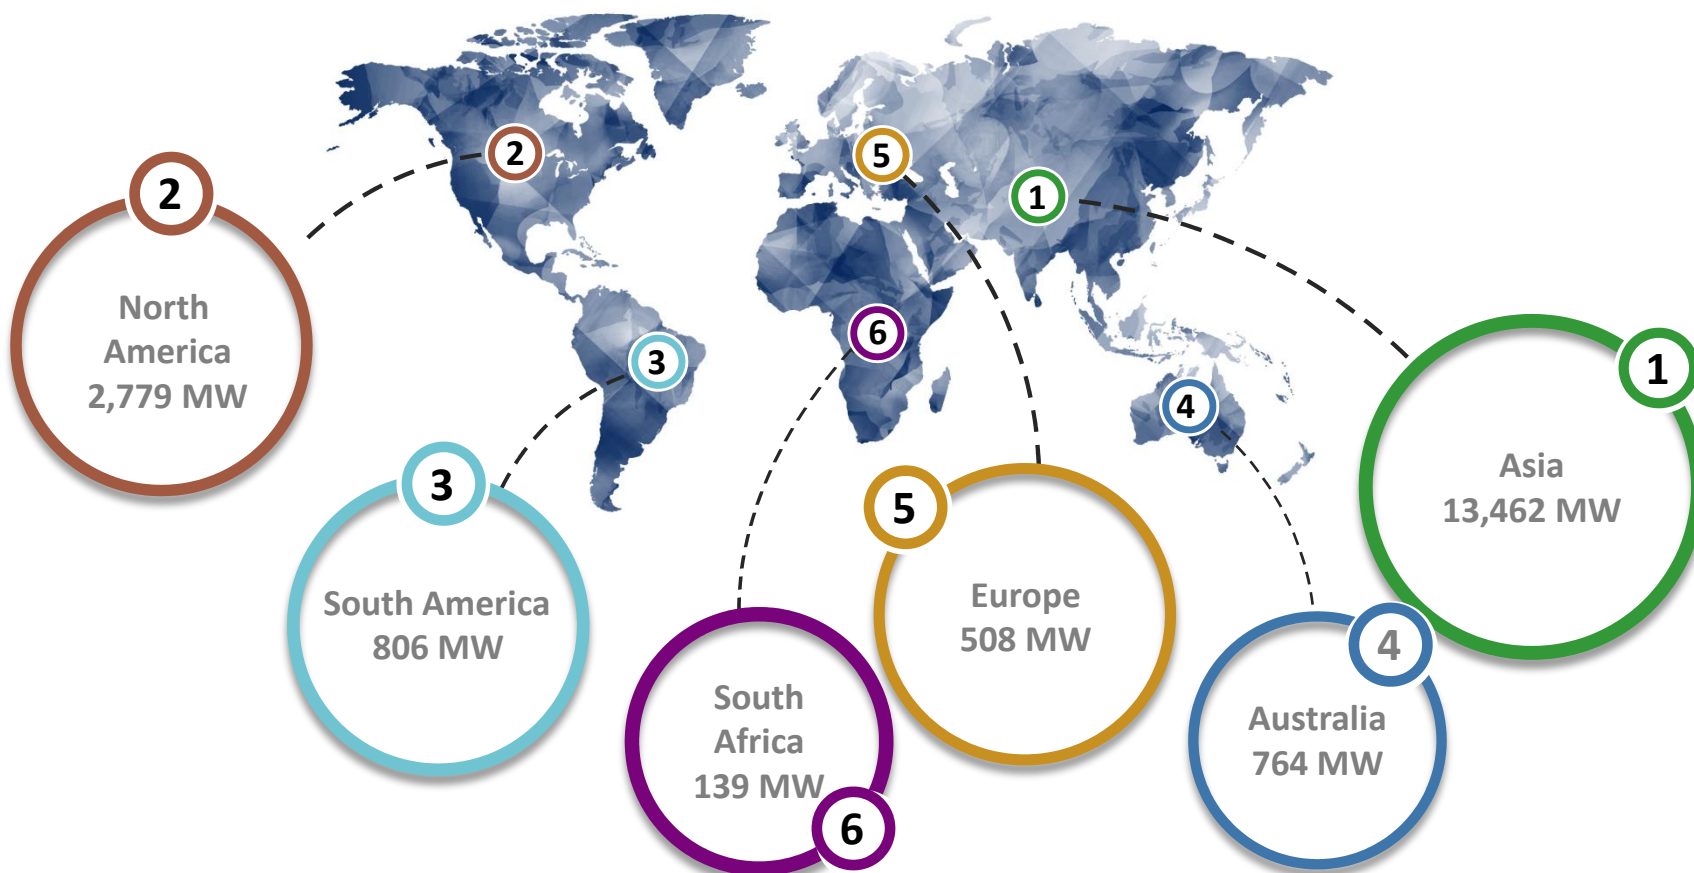 2
5
1
2
North
America
2,779 MW
6
3
1
4
3
Asia
13,462 MW
5
South America
806 MW
Europe
508 MW
4
South
Africa
139 MW
Australia
764 MW
6